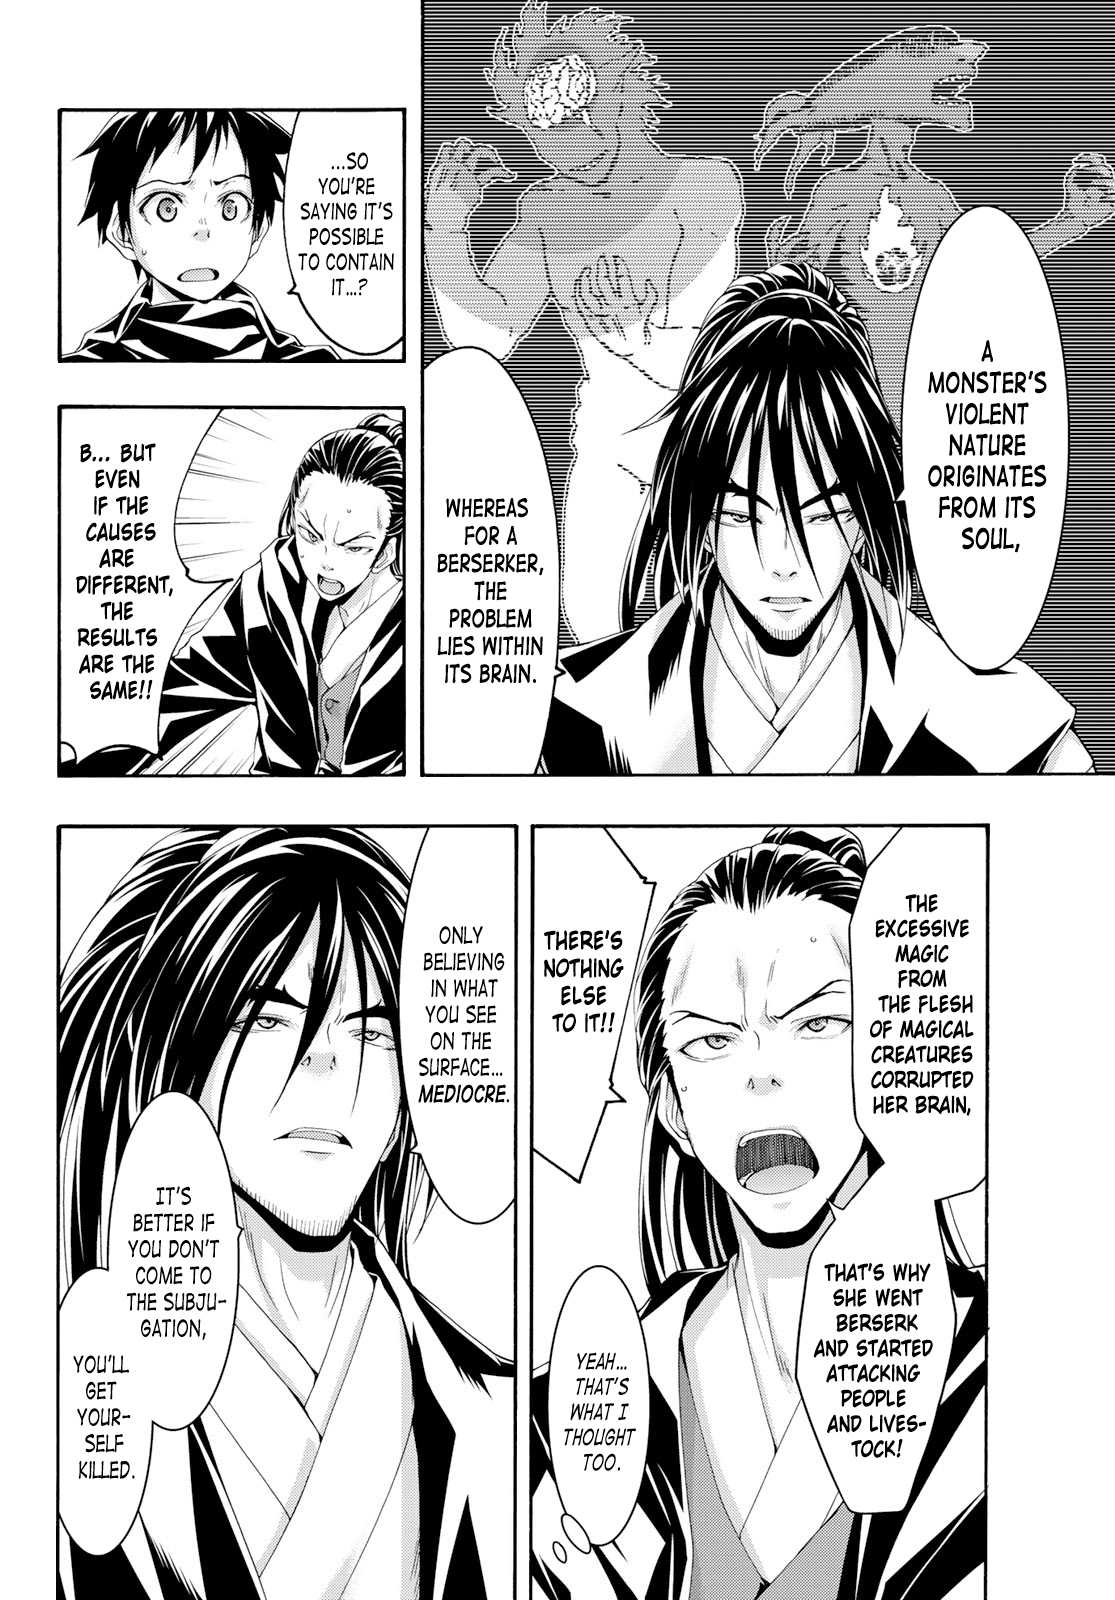 A
MONSTER'S
VIOLENT
NATURE
ORIGINATES
FROM ITS
SOUL,
WHEREAS
FOR A
BERSERKER,
THE
PROBLEM
LIES WITHIN
ITS BRAIN.
...SO
YOU'RE
SAYING IT'S
POSSIBLE
TO CONTAIN
IT...?
B... BUT
EVEN
IF THE
CAUSES
ARE
DIFFERENT,
THE
RESULTS
ARE THE
SAME!!
THE
EXCESSIVE
MAGIC
FROM
THE FLESH
OF MAGICAL
CREATURES
CORRUPTED
HER BRAIN,
THAT'S WHY
SHE WENT
BERSERK
AND STARTED
ATTACKING
PEOPLE
AND LIVES-
TOCK!
THERE'S
NOTHING
ELSE
TO IT!!
YEAH...
THAT'S
WHAT I
THOUGHT
TOO.
ONLY
BELIEVING
IN WHAT
YOU SEE
ON THE
SURFACE...
MEDIOCRE.
IT'S
BETTER IF
YOU DON'T
COME TO
THE SUBJU-
GATION,
YOU'LL
GET
YOUR-
SELF
KILLED.